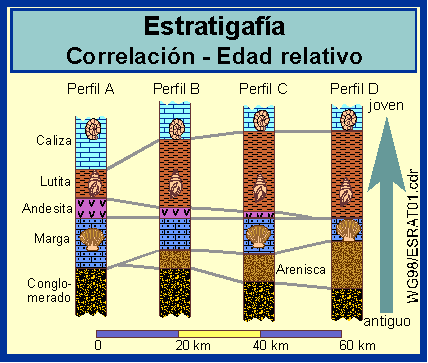 Estratigafía
Correlación - Edad relativo
Perfil A Perfil B Perfil C Perfil D
joven
Caliza
Lutita
Andesita
Marga
Conglo-
merado
Arenisca
antiguo
WG98/ESRAT01.cdr
0 20 km 40 km 60 km